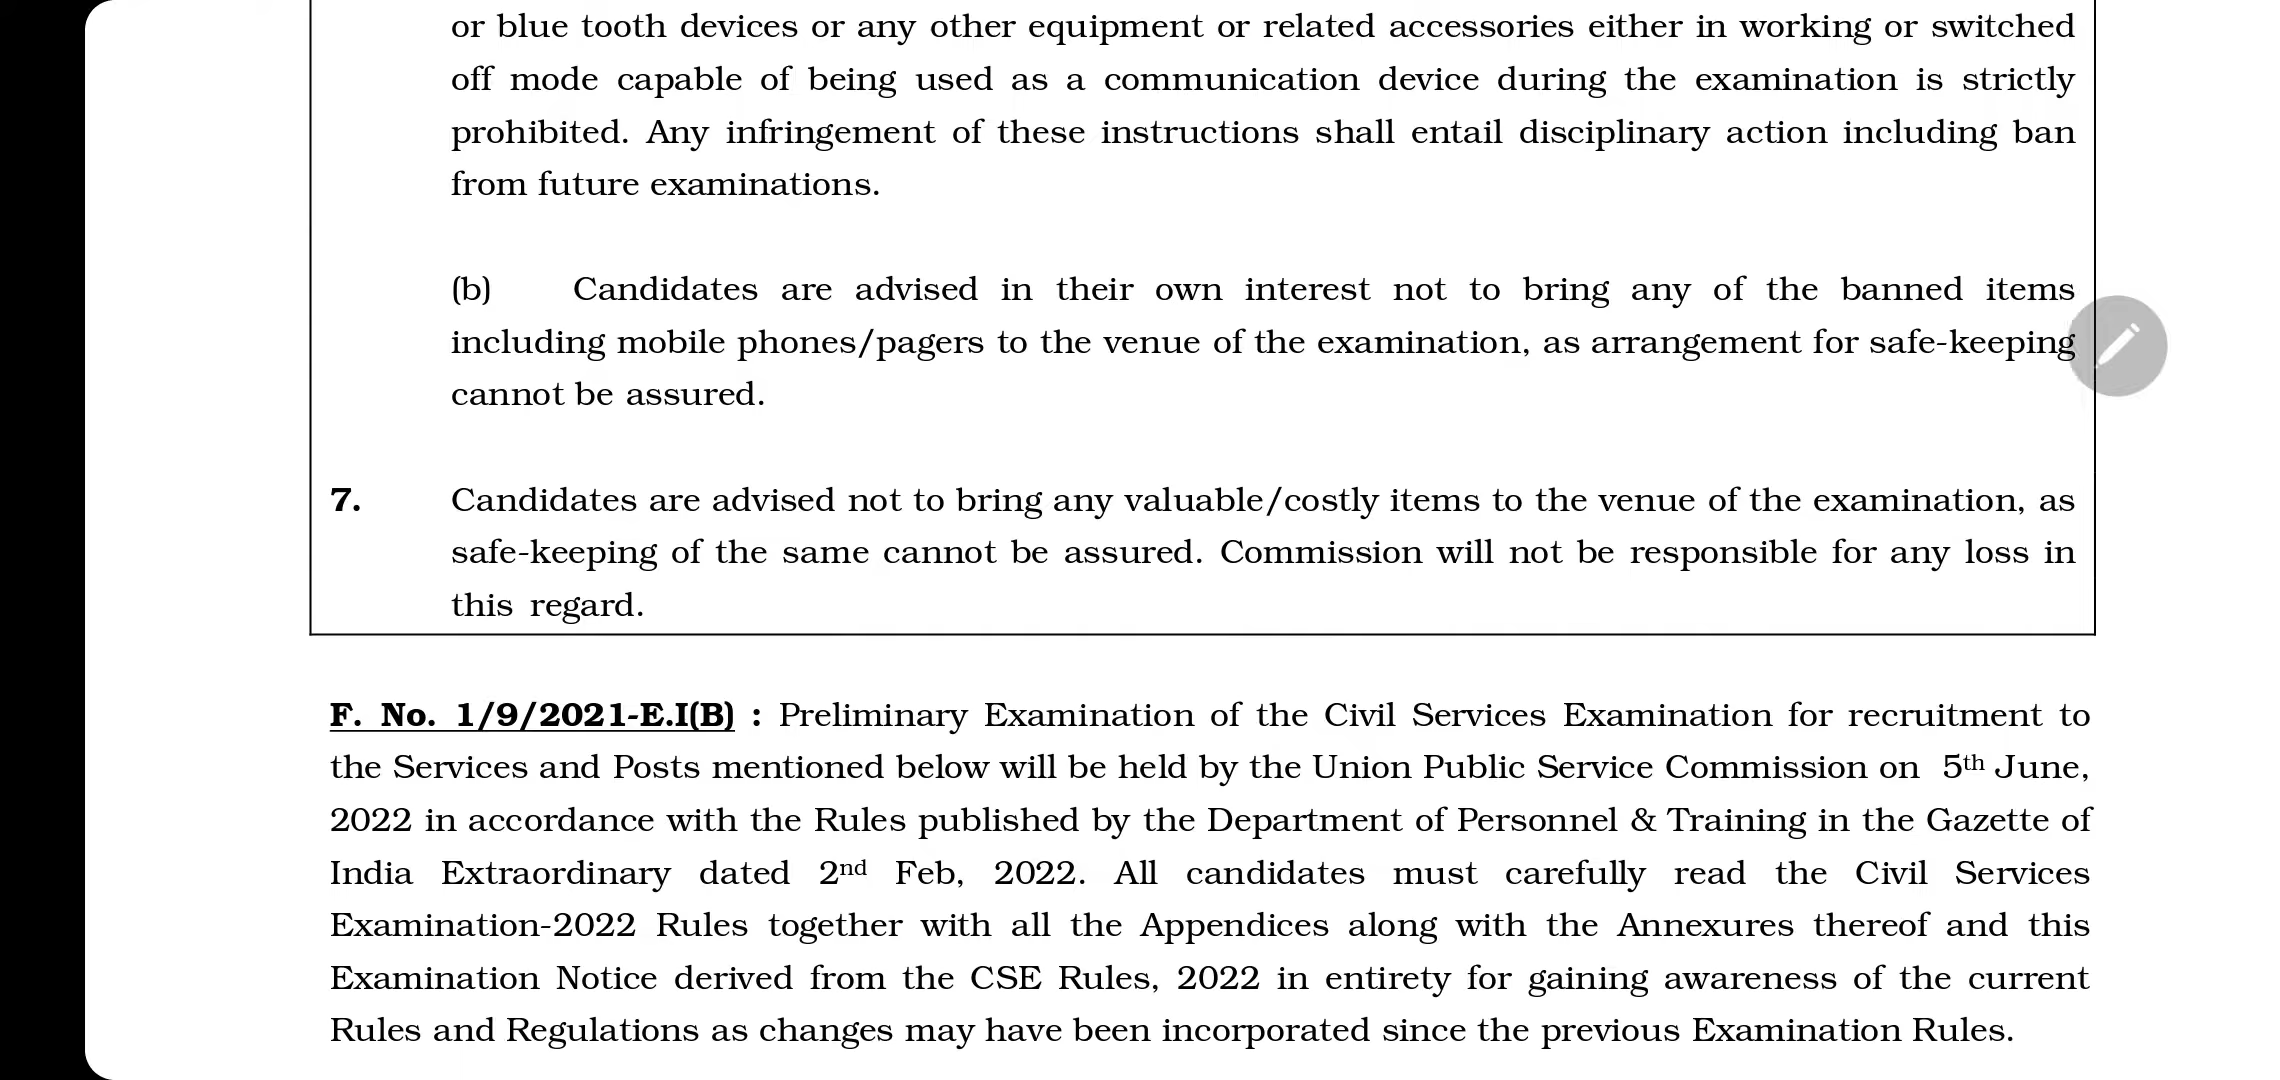 or blue tooth devices or any other equipment or related accessories either in working or switched
off mode capable of being used as a communication device during the examination is strictly
prohibited. Any infringement of these instructions shall entail disciplinary action including ban
from future examinations.
(b) Candidates are advised in their own interest not to bring any of the banned items
including mobile phones/pagers to the venue of the examination, as arrangement for safe-keeping
cannot be assured.
7. Candidates are advised not to bring any valuable/costly items to the venue of the examination, as
safe-keeping of the same cannot be assured. Commission will not be responsible for any loss in
this regard.
F. No. 1/9/2021-E.I(B) : Preliminary Examination of the Civil Services Examination for recruitment to
the Services and Posts mentioned below will be held by the Union Public Service Commission on 5th June,
2022 in accordance with the Rules published by the Department of Personnel & Training in the Gazette of
India Extraordinary dated 2nd Feb, 2022. All candidates must carefully read the Civil Services
Examination-2022 Rules together with all the Appendices along with the Annexures thereof and this
Examination Notice derived from the CSE Rules, 2022 in entirety for gaining awareness of the current
Rules and Regulations as changes may have been incorporated since the previous Examination Rules.